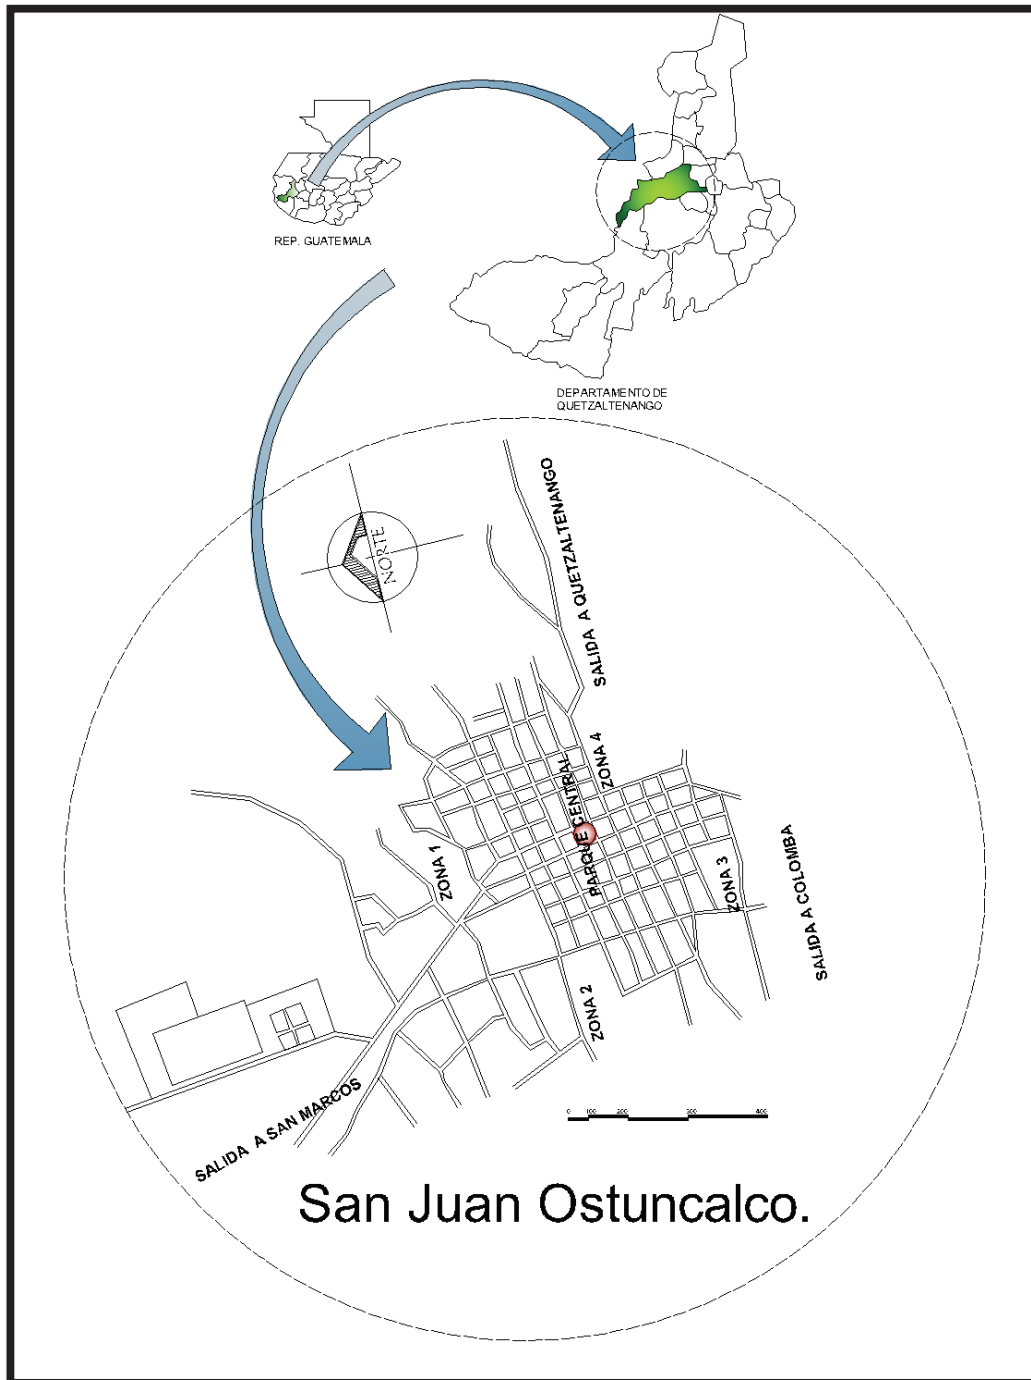 REP. GUATEMALA
DEPARTAMENTO DE
QUETZALTENANGO
NORTE
SALIDA A QUETZALTENANGO
ZONA 4
PARQUE CENTRAL
ZONA 1
ZONA 3
SALIDA A COLOMBA
ZONA 2
SALIDA A SAN MARCOS
0 100 200 300 400
San Juan Ostuncalco.